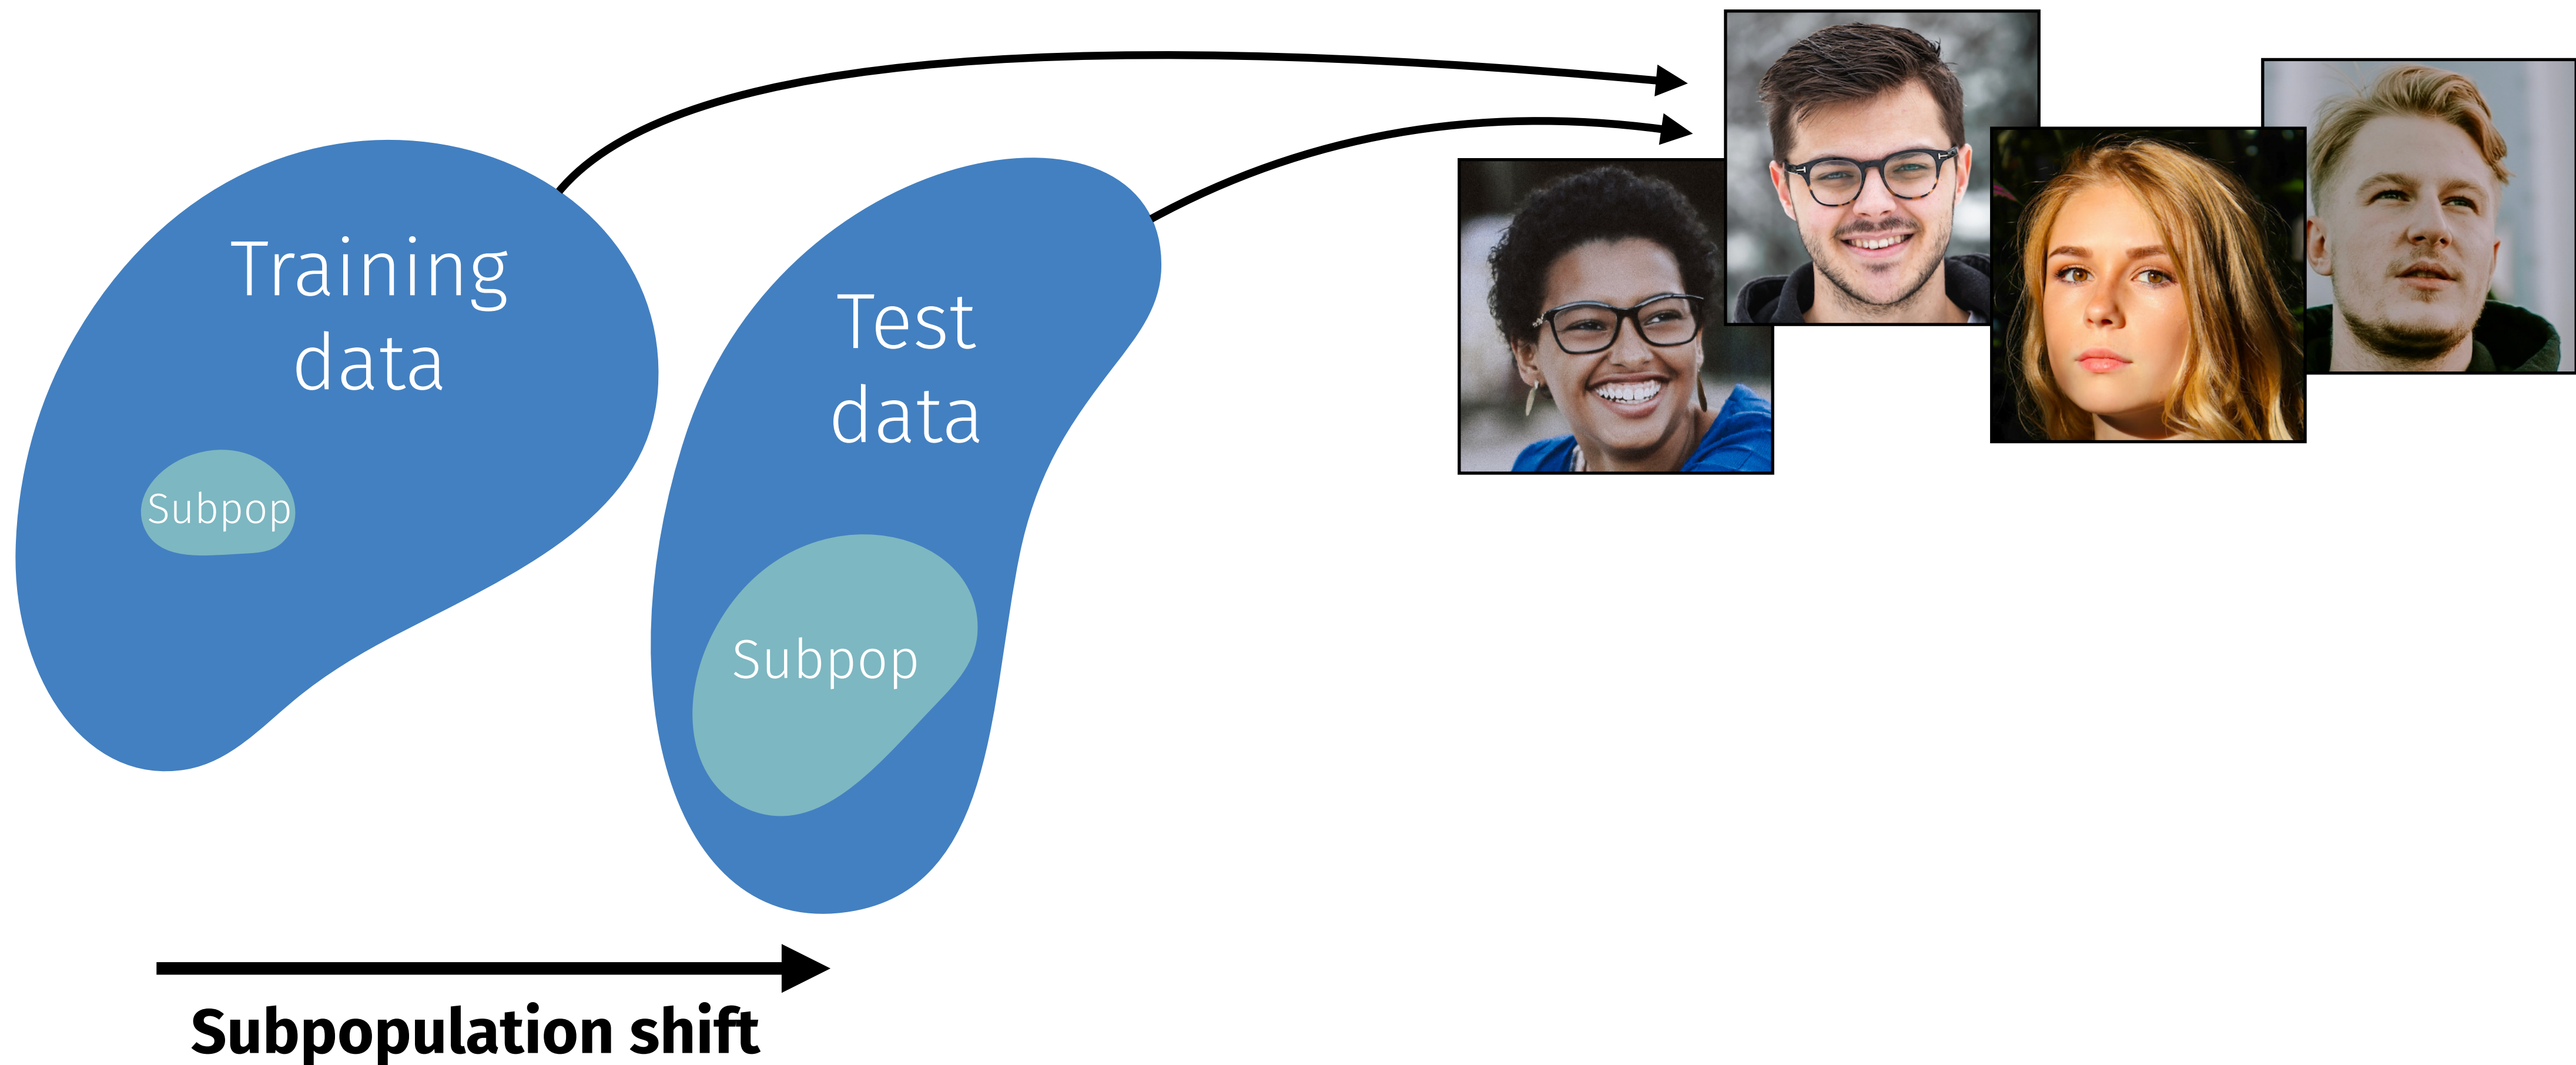 Training
data
Subpop
Test
data
Subpop
Subpopulation shift